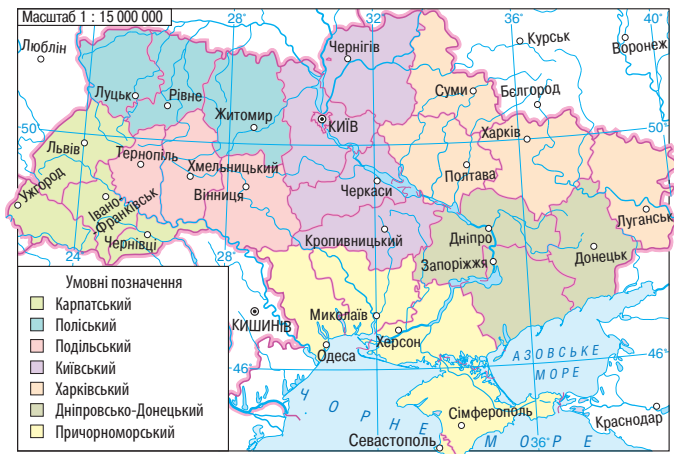 Масштаб 1 : 15 000 000
28° 32° 36° 40°
Люблін
Чернігів
Курськ
Воронеж
Луцьк
Рівне
Житомир
КИЇВ
Суми
Бєлгород
50°
50°
Львів
Тернопіль
Хмельницький
Вінниця
Харків
Полтава
Ужгород
Івано-
-Франківськ
Черкаси
Луганськ
Чернівці
Кропивницький
Дніпро
Запоріжжя
Донецьк
24
28°
Умовні позначення
Карпатський
Поліський
Подільський
Київський
Харківський
Дніпровсько-Донецький
Причорноморський
КИШИНІВ
Миколаїв
Херсон
Одеса
46°
46°
АЗОВСЬКЕ
МОРЕ
ЧОРНЕ МОРЕ
Сімферополь
Севастополь
Краснодар
36°